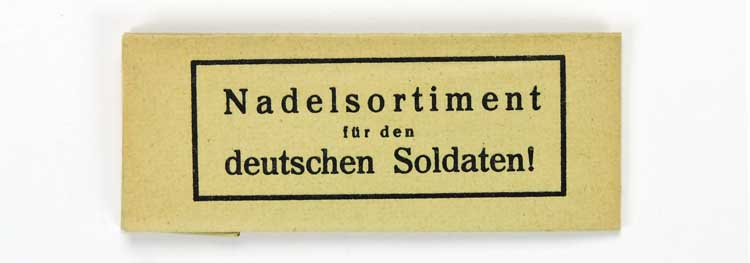 Nadelsortiment
für den
deutschen Soldaten!